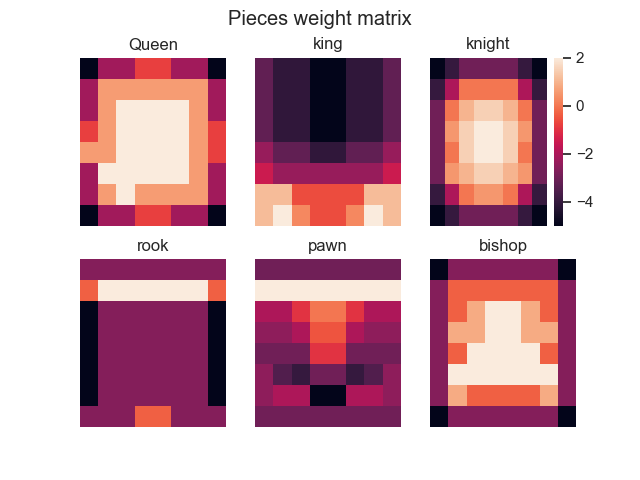 Pieces weight matrix
Queen
king
knight
2
0
−2
−4
rook
pawn
bishop